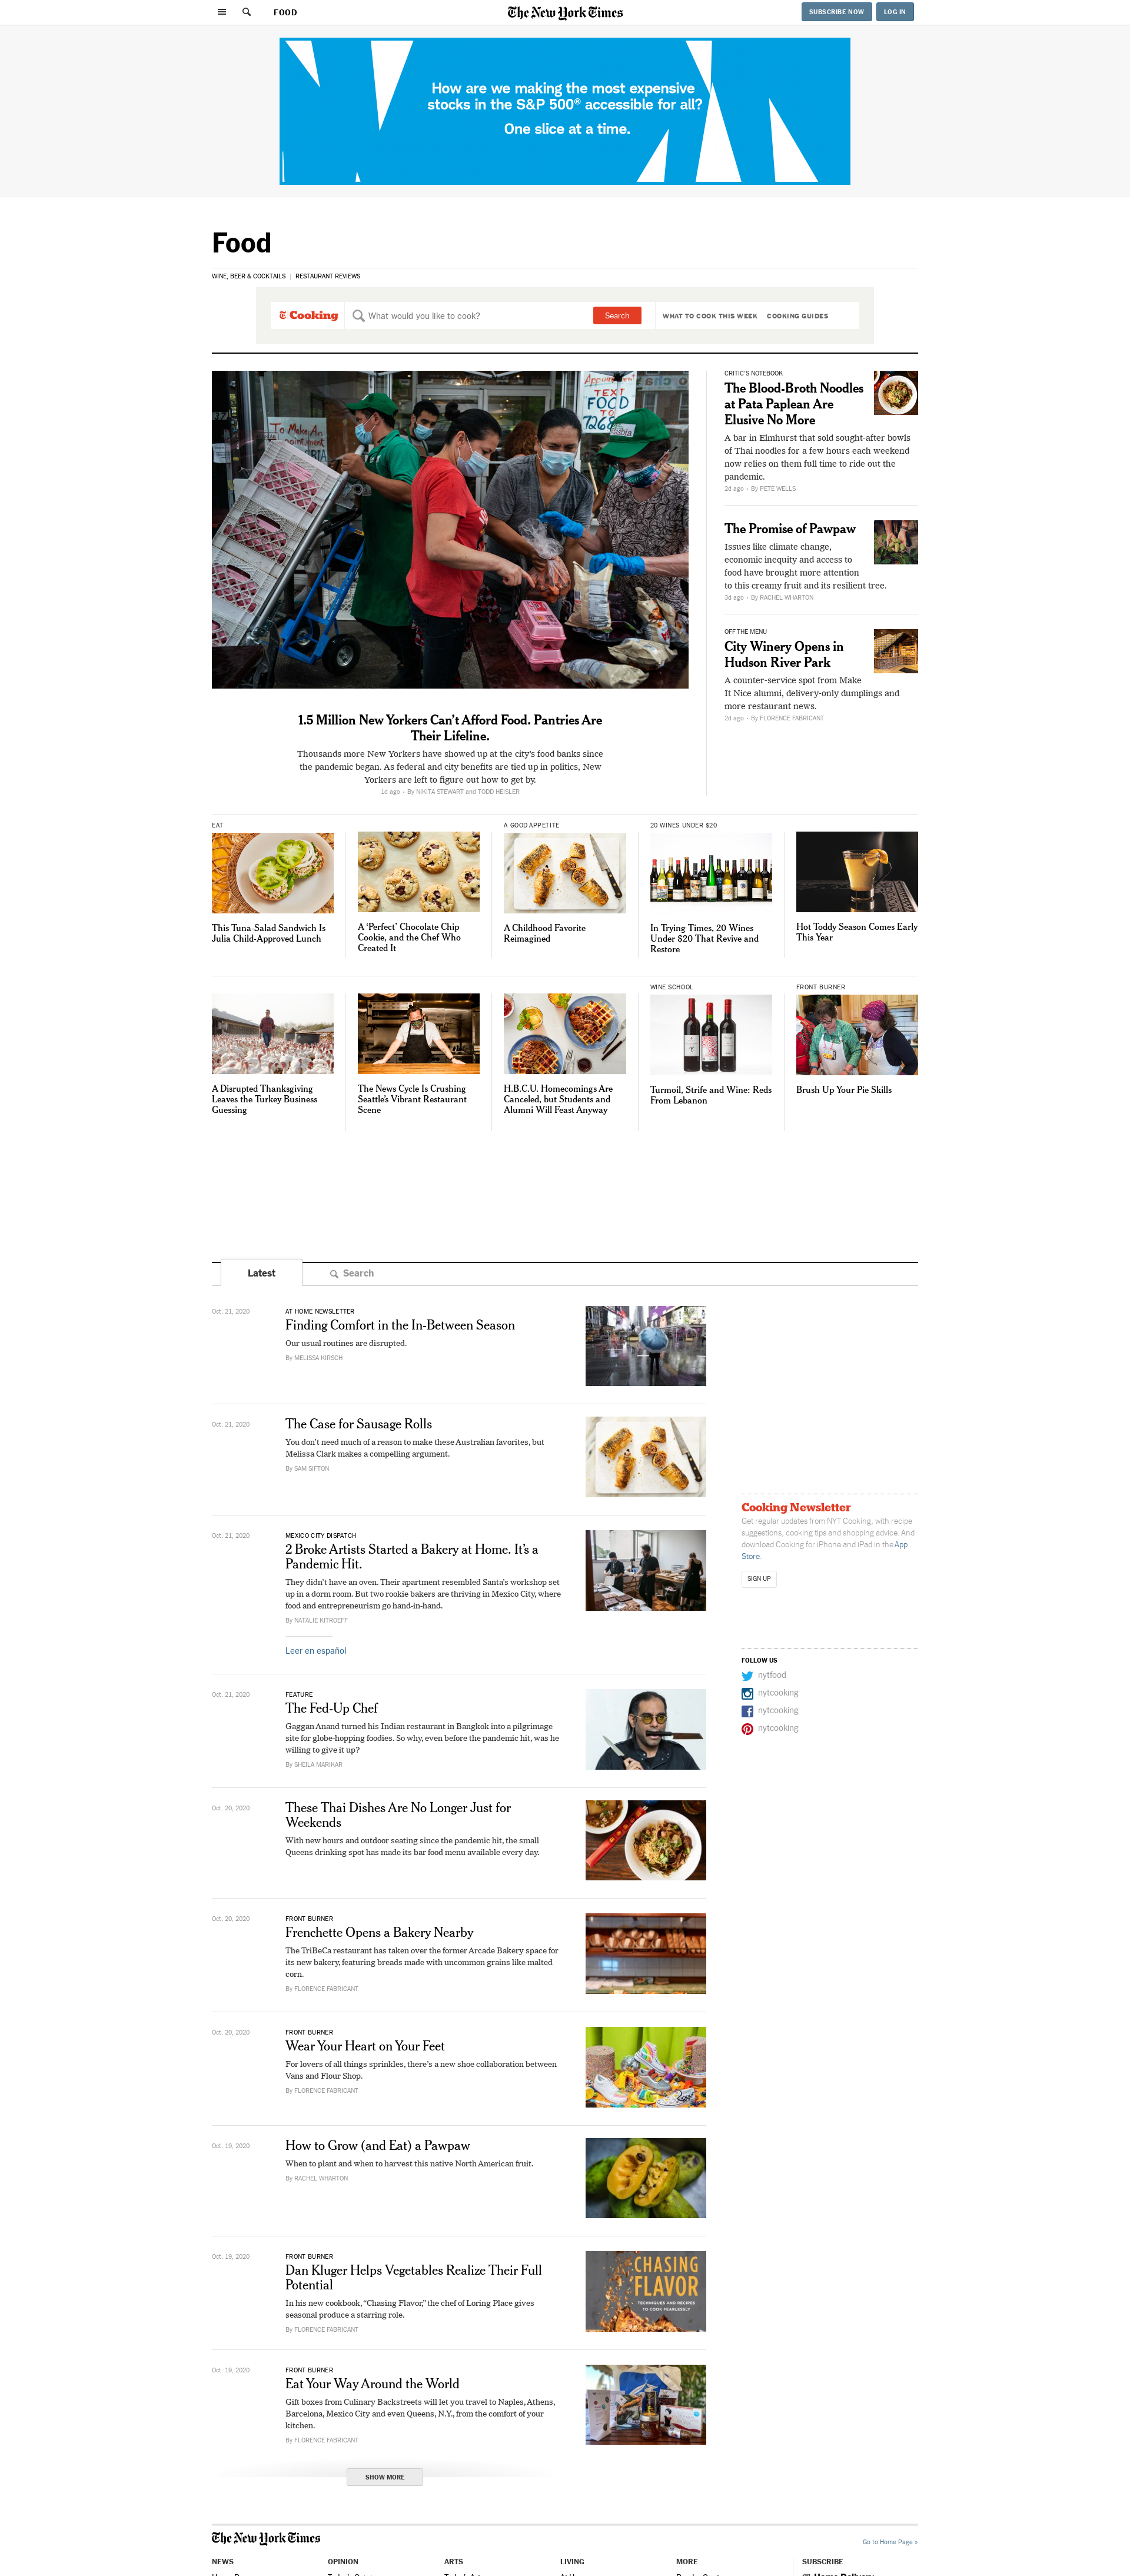 FOOD
The New York Times
SUBSCRIBE NOW
LOG IN
How are we making the most expensive
stocks in the S&P 500® accessible for all?
One slice at a time.
Food
WINE, BEER & COCKTAILS
RESTAURANT REVIEWS
Cooking
What would you like to cook?
Search
WHAT TO COOK THIS WEEK
COOKING GUIDES
1.5 Million New Yorkers Can't Afford Food. Pantries Are
Their Lifeline.
Thousands more New Yorkers have showed up at the city's food banks since
the pandemic began. As federal and city benefits are tied up in politics, New
Yorkers are left to figure out how to get by.
1d ago • By NIKITA STEWART and TODD HEISLER
CRITIC'S NOTEBOOK
The Blood-Broth Noodles
at Pata Paplean Are
Elusive No More
A bar in Elmhurst that sold sought-after bowls
of Thai noodles for a few hours each weekend
now relies on them full time to ride out the
pandemic.
2d ago • By PETE WELLS
The Promise of Pawpaw
Issues like climate change,
economic inequity and access to
food have brought more attention
to this creamy fruit and its resilient tree.
3d ago • By RACHEL WHARTON
OFF THE MENU
City Winery Opens in
Hudson River Park
A counter-service spot from Make
It Nice alumni, delivery-only dumplings and
more restaurant news.
2d ago • By FLORENCE FABRICANT
EAT
This Tuna-Salad Sandwich Is
Julia Child-Approved Lunch
A 'Perfect' Chocolate Chip
Cookie, and the Chef Who
Created It
A GOOD APPETITE
A Childhood Favorite
Reimagined
20 WINES UNDER $20
In Trying Times, 20 Wines
Under $20 That Revive and
Restore
Hot Toddy Season Comes Early
This Year
A Disrupted Thanksgiving
Leaves the Turkey Business
Guessing
The News Cycle Is Crushing
Seattle's Vibrant Restaurant
Scene
H.B.C.U. Homecomings Are
Canceled, but Students and
Alumni Will Feast Anyway
WINE SCHOOL
Turmoil, Strife and Wine: Reds
From Lebanon
FRONT BURNER
Brush Up Your Pie Skills
Latest
Search
Oct. 21, 2020
AT HOME NEWSLETTER
Finding Comfort in the In-Between Season
Our usual routines are disrupted.
By MELISSA KIRSCH
Oct. 21, 2020
The Case for Sausage Rolls
You don't need much of a reason to make these Australian favorites, but
Melissa Clark makes a compelling argument.
By SAM SIFTON
Oct. 21, 2020
MEXICO CITY DISPATCH
2 Broke Artists Started a Bakery at Home. It's a
Pandemic Hit.
They didn't have an oven. Their apartment resembled Santa's workshop set
up in a dorm room. But two rookie bakers are thriving in Mexico City, where
food and entrepreneurism go hand-in-hand.
By NATALIE KITROEFF
Leer en español
Oct. 21, 2020
FEATURE
The Fed-Up Chef
Gaggan Anand turned his Indian restaurant in Bangkok into a pilgrimage
site for globe-hopping foodies. So why, even before the pandemic hit, was he
willing to give it up?
By SHEILA MARIKAR
Oct. 20, 2020
These Thai Dishes Are No Longer Just for
Weekends
With new hours and outdoor seating since the pandemic hit, the small
Queens drinking spot has made its bar food menu available every day.
Oct. 20, 2020
FRONT BURNER
Frenchette Opens a Bakery Nearby
The TriBeCa restaurant has taken over the former Arcade Bakery space for
its new bakery, featuring breads made with uncommon grains like malted
corn.
By FLORENCE FABRICANT
Oct. 20, 2020
FRONT BURNER
Wear Your Heart on Your Feet
For lovers of all things sprinkles, there's a new shoe collaboration between
Vans and Flour Shop.
By FLORENCE FABRICANT
Oct. 19, 2020
How to Grow (and Eat) a Pawpaw
When to plant and when to harvest this native North American fruit.
By RACHEL WHARTON
Oct. 19, 2020
FRONT BURNER
Dan Kluger Helps Vegetables Realize Their Full
Potential
In his new cookbook, "Chasing Flavor," the chef of Loring Place gives
seasonal produce a starring role.
By FLORENCE FABRICANT
CHASING
FLAVOR
TECHNIQUES AND RECIPES
TO COOK FEARLESSLY
Oct. 19, 2020
FRONT BURNER
Eat Your Way Around the World
Gift boxes from Culinary Backstreets will let you travel to Naples, Athens,
Barcelona, Mexico City and even Queens, N.Y., from the comfort of your
kitchen.
By FLORENCE FABRICANT
SHOW MORE
Cooking Newsletter
Get regular updates from NYT Cooking, with recipe
suggestions, cooking tips and shopping advice. And
download Cooking for iPhone and iPad in the App
Store.
SIGN UP
FOLLOW US
nytfood
nytcooking
nytcooking
nytcooking
The New York Times
Go to Home Page »
NEWS
OPINION
ARTS
LIVING
MORE
SUBSCRIBE